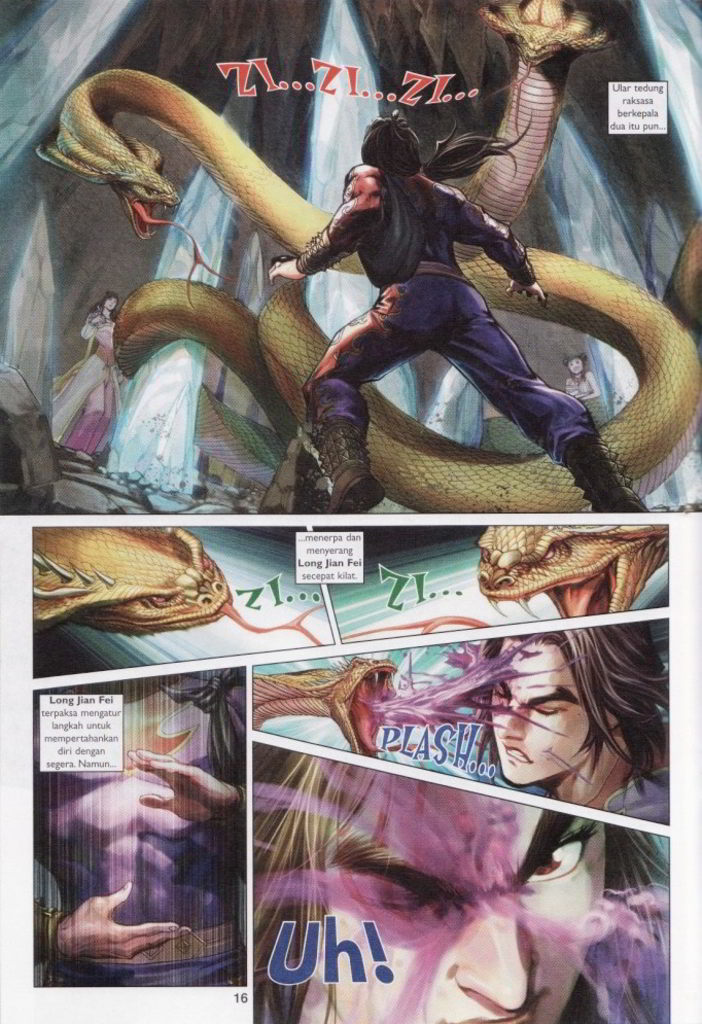 ZI...ZI...ZI...
Ular tedung
raksasa
berkepala
dua itu pun...
...menerpa dan
menyerang
Long Jian Fei
secepat kilat.
ZI...
ZI...
Long Jian Fei
terpaksa mengatur
langkah untuk
mempertahankan
diri dengan
segera. Namun...
PLASH...
Uh!
16